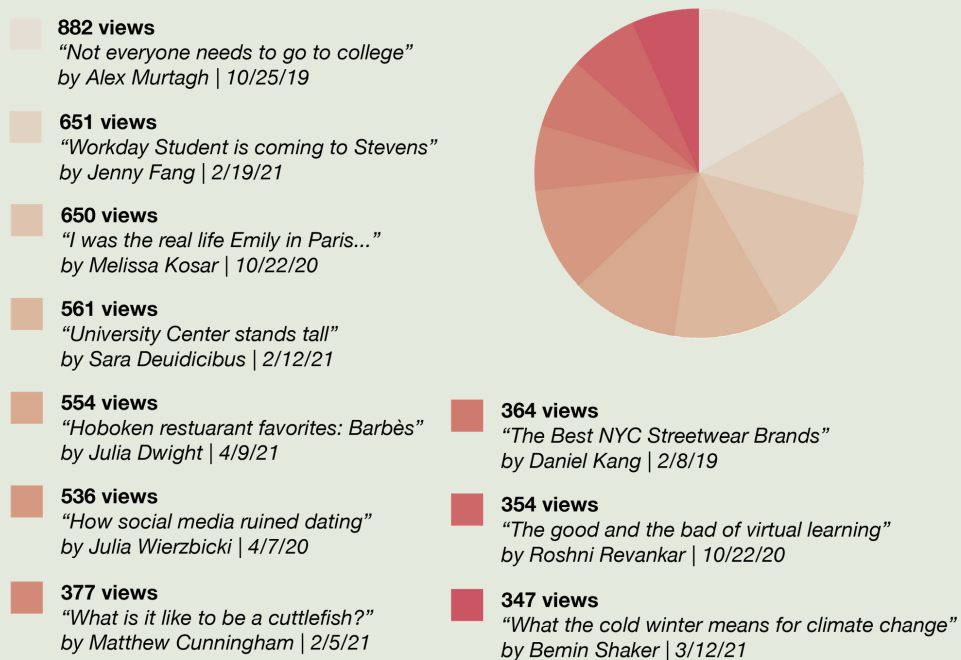 882 views
“Not everyone needs to go to college”
by Alex Murtagh | 10/25/19
651 views
“Workday Student is coming to Stevens”
by Jenny Fang | 2/19/21
650 views
“I was the real life Emily in Paris...”
by Melissa Kosar | 10/22/20
561 views
“University Center stands tall”
by Sara Deuidicibus | 2/12/21
554 views
“Hoboken restuarant favorites: Barbès”
by Julia Dwight | 4/9/21
536 views
“How social media ruined dating”
by Julia Wierzbicki | 4/7/20
377 views
“What is it like to be a cuttlefish?”
by Matthew Cunningham | 2/5/21
364 views
“The Best NYC Streetwear Brands”
by Daniel Kang | 2/8/19
354 views
“The good and the bad of virtual learning”
by Roshni Revankar | 10/22/20
347 views
“What the cold winter means for climate change”
by Bemin Shaker | 3/12/21